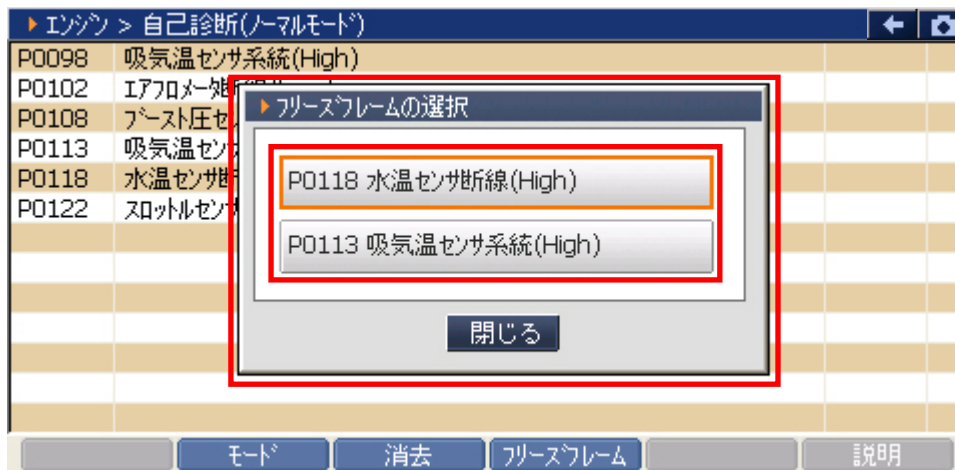 エンジン > 自己診断(ノーマルモード)
P0098 吸気温センサ系統(High)
P0102 エアフロメータ断
P0108 ブースト圧セ
P0113 吸気温セン
P0118 水温センサ断
P0122 スロットルセンサ
フリーズフレームの選択
P0118 水温センサ断線(High)
P0113 吸気温センサ系統(High)
閉じる
モード 消去 フリーズフレーム 説明